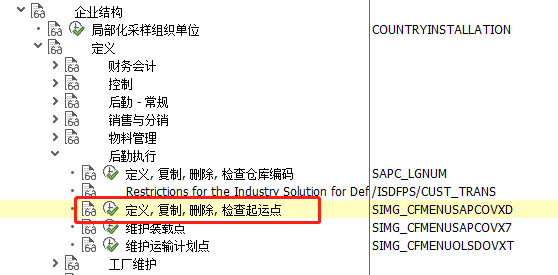 企业结构
局部化采样组织单位 COUNTRYINSTALLATION
定义
财务会计
控制
后勤 - 常规
销售与分销
物料管理
后勤执行
定义, 复制, 删除, 检查仓库编码 SAPC_LGNUM
Restrictions for the Industry Solution for Def /ISDFPS/CUST_TRANS
定义, 复制, 删除, 检查起运点 SIMG_CFMENUSAPCOVXD
维护装载点 SIMG_CFMENUSAPCOVX7
维护运输计划点 SIMG_CFMENUOLSDOVXT
工厂维护